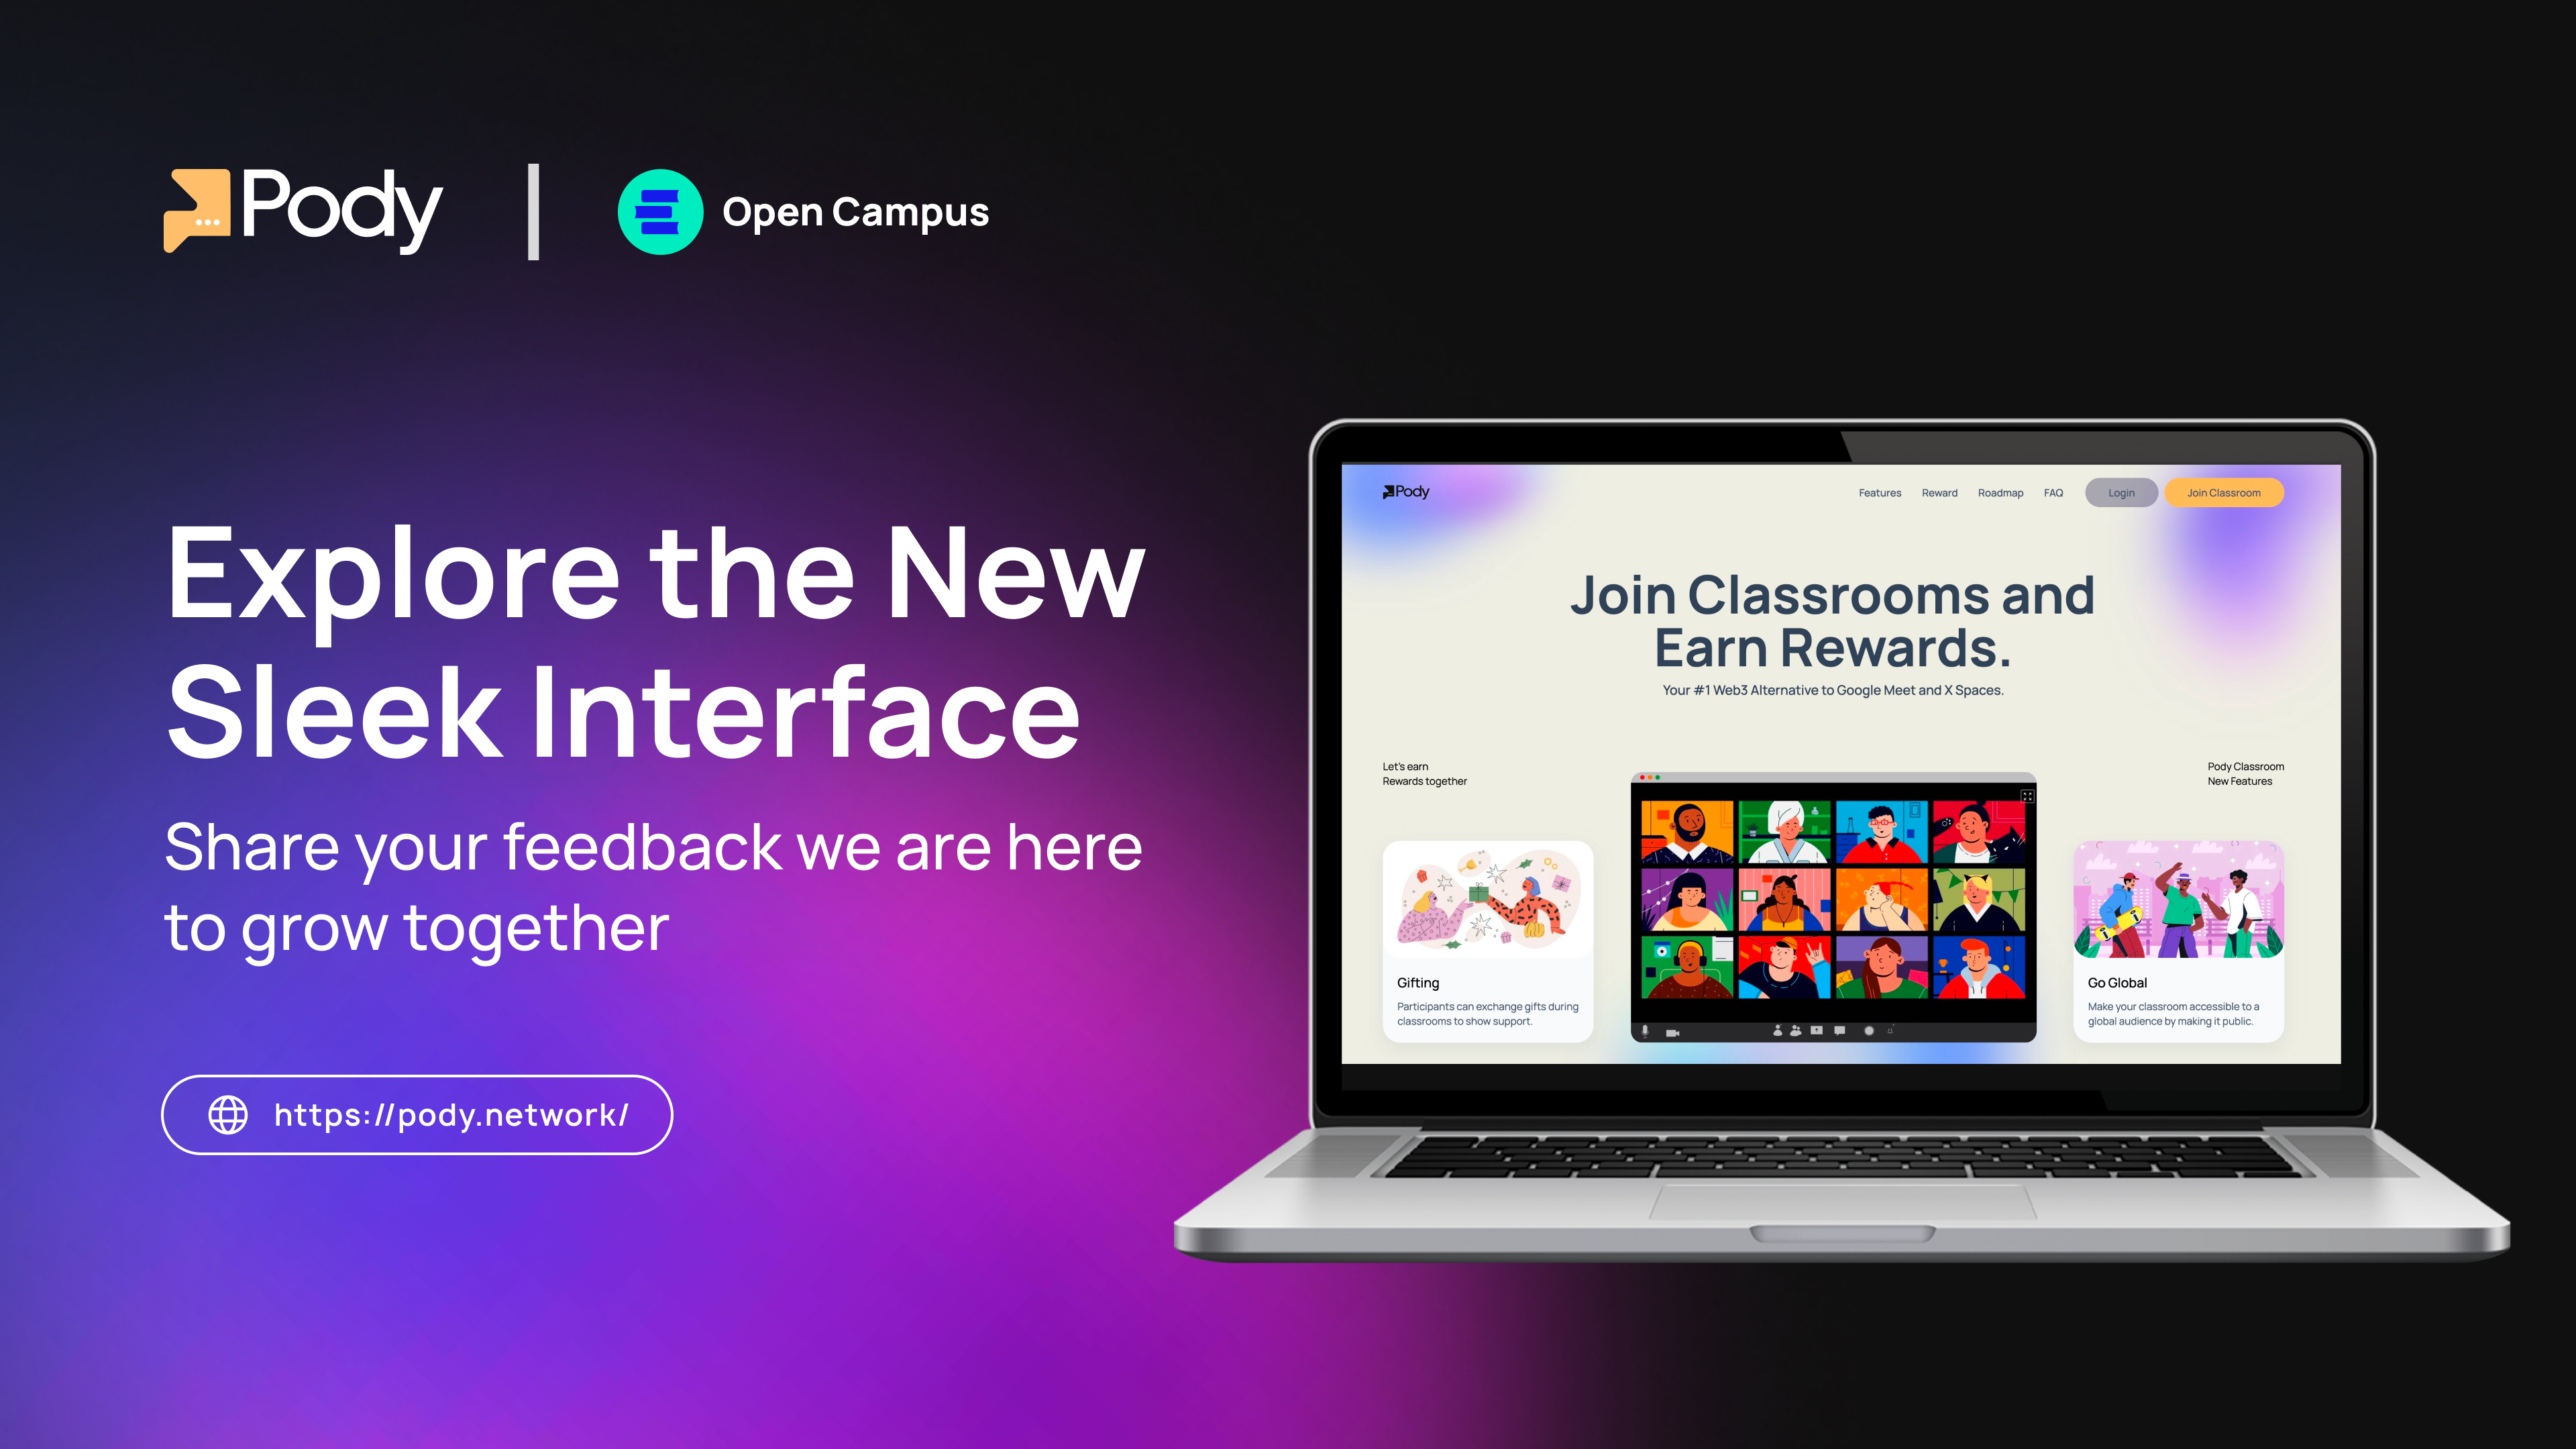 Pody
Open Campus
Explore the New
Sleek Interface
Share your feedback we are here
to grow together
https://pody.network/
Pody
Features
Reward
Roadmap
FAQ
Login
Join Classroom
Join Classrooms and
Earn Rewards.
Your #1 Web3 Alternative to Google Meet and X Spaces.
Let's earn
Rewards together
Pody Classroom
New Features
Gifting
Participants can exchange gifts during
classrooms to show support.
Go Global
Make your classroom accessible to a
global audience by making it public.